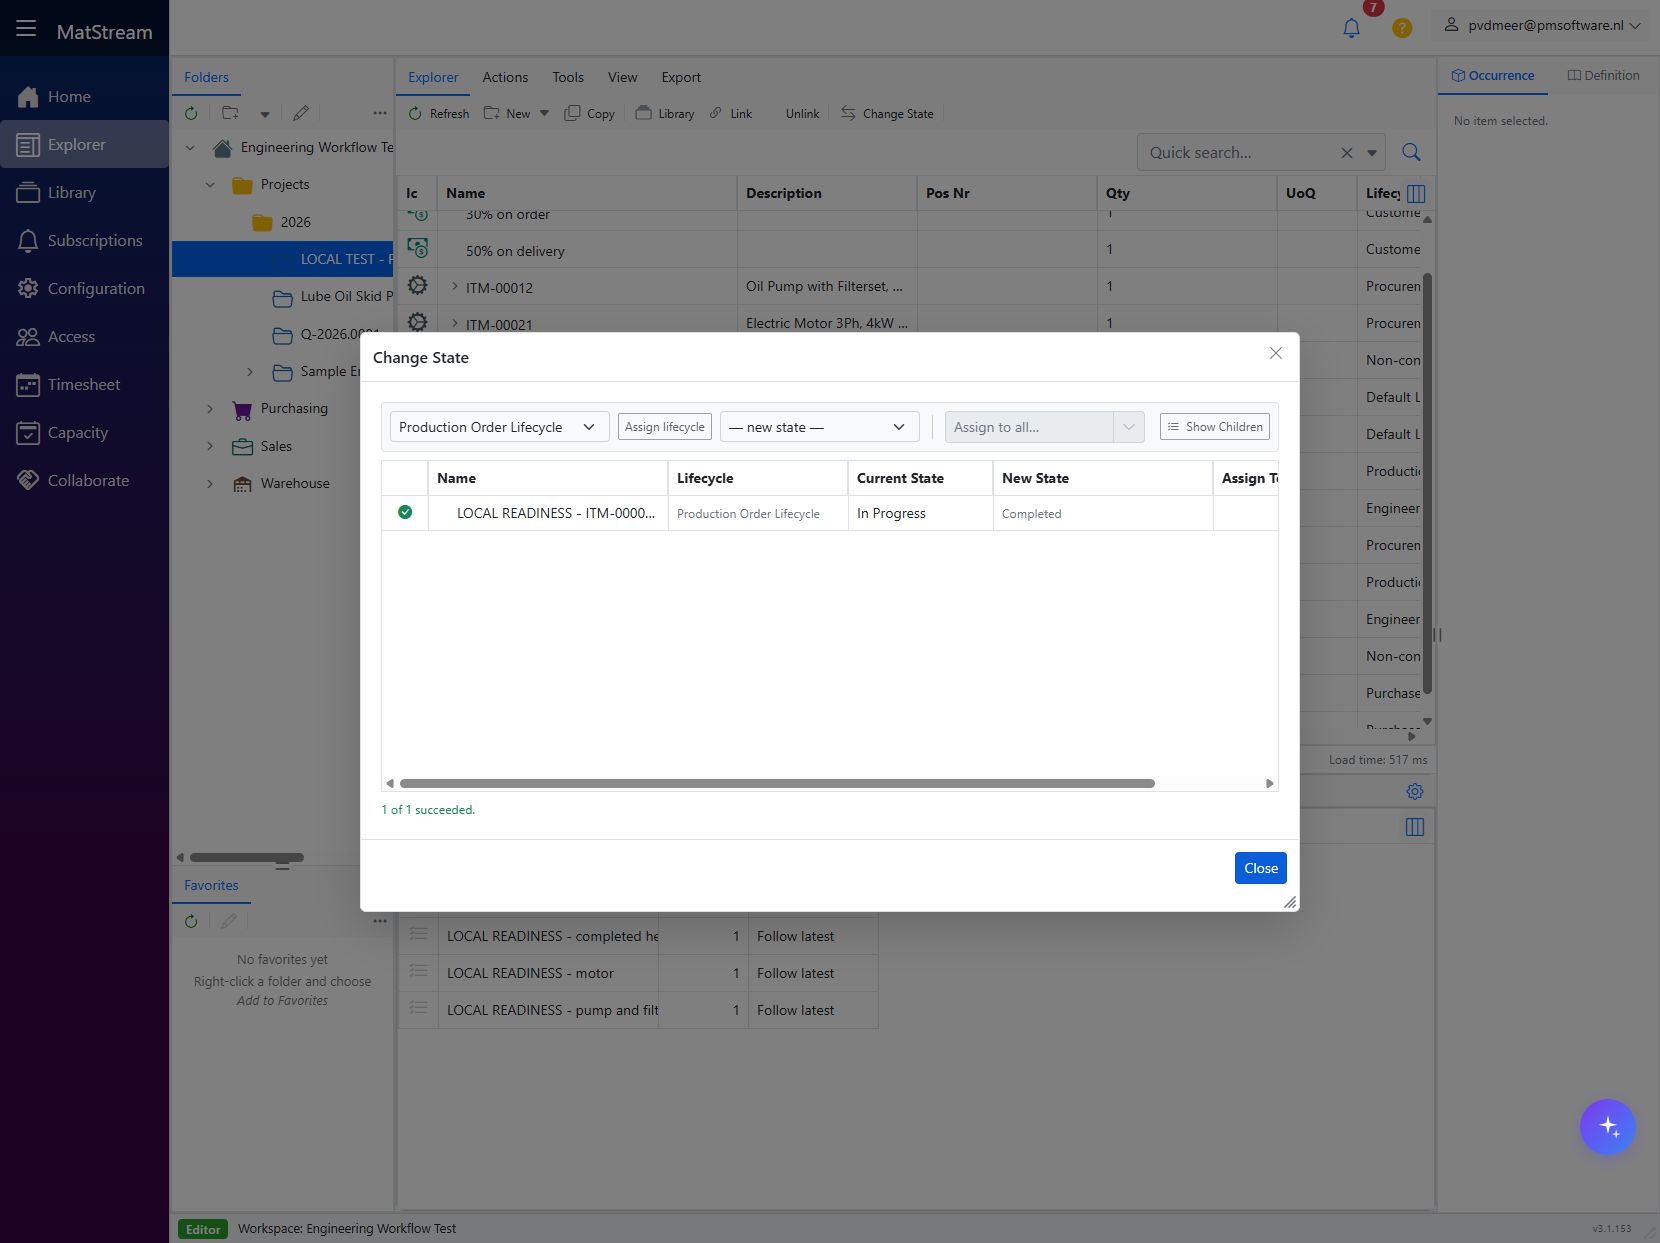 MatStream
7
?
pvdmeer@pmsoftware.nl
Home
Explorer
Library
Subscriptions
Configuration
Access
Timesheet
Capacity
Collaborate
Folders
Engineering Workflow Te
Projects
2026
LOCAL TEST - P
Lube Oil Skid P
Q-2026.0001
Sample En
Purchasing
Sales
Warehouse
Favorites
No favorites yet
Right-click a folder and choose
Add to Favorites
Explorer Actions Tools View Export
Refresh New Copy Library Link Unlink Change State
Quick search...
Ic Name Description Pos Nr Qty UoQ Lifecy
30% on order 1 Custome
50% on delivery 1 Custome
ITM-00012 Oil Pump with Filterset, ... 1 Procuren
ITM-00021 Electric Motor 3Ph, 4kW ... 1 Procuren
Non-con
Default L
Default L
Producti
Engineer
Procuren
Producti
Engineer
Non-con
Purchase
Load time: 517 ms
Change State
Production Order Lifecycle Assign lifecycle — new state — Assign to all... Show Children
Name Lifecycle Current State New State Assign To
LOCAL READINESS - ITM-0000... Production Order Lifecycle In Progress Completed
1 of 1 succeeded.
Close
LOCAL READINESS - completed he 1 Follow latest
LOCAL READINESS - motor 1 Follow latest
LOCAL READINESS - pump and filt 1 Follow latest
Occurrence Definition
No item selected.
Editor Workspace: Engineering Workflow Test
v3.1.153